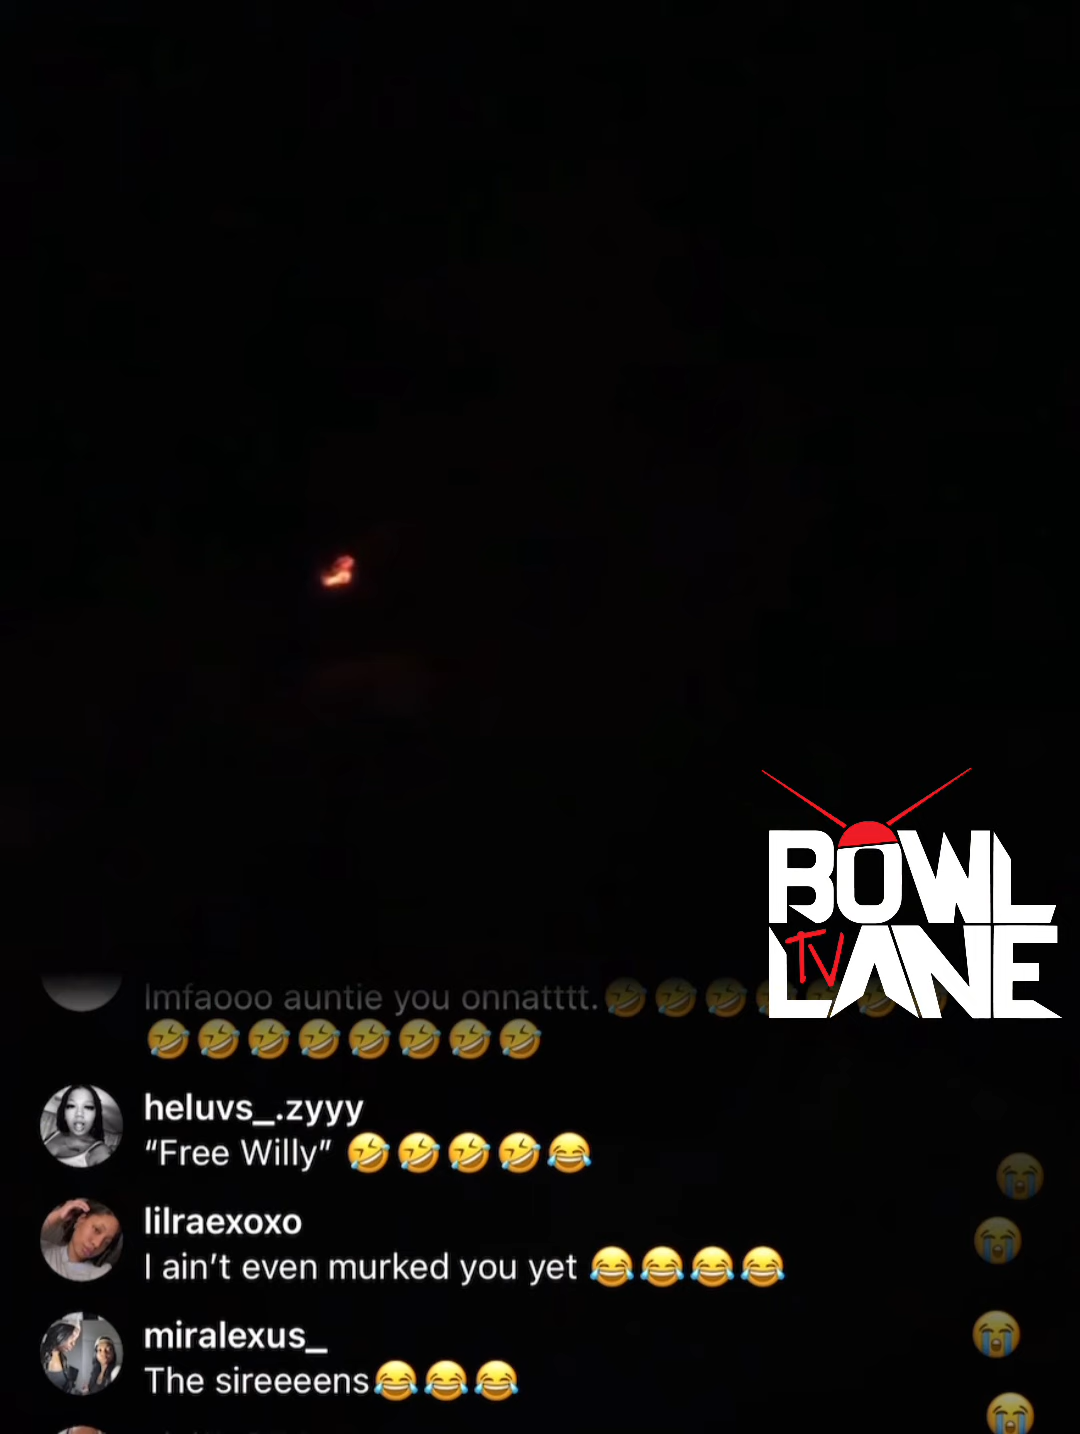 BOWL
TV
LANE
lmfaooo auntie you onnatttt.🤣🤣🤣🤣🤣🤣🤣
🤣🤣🤣🤣🤣🤣🤣🤣
heluvs_.zyyy
“Free Willy” 🤣🤣🤣🤣😂
lilraexoxo
I ain’t even murked you yet 😂😂😂😂
miralexus_
The sireeeens😂😂😂